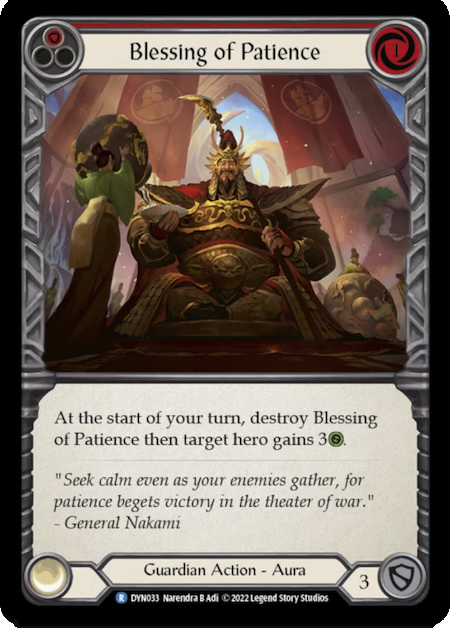 Blessing of Patience
1
At the start of your turn, destroy Blessing
of Patience then target hero gains 3.
"Seek calm even as your enemies gather, for
patience begets victory in the theater of war."
- General Nakami
Guardian Action - Aura
3
R DYN033 Narendra B Adi © 2022 Legend Story Studios